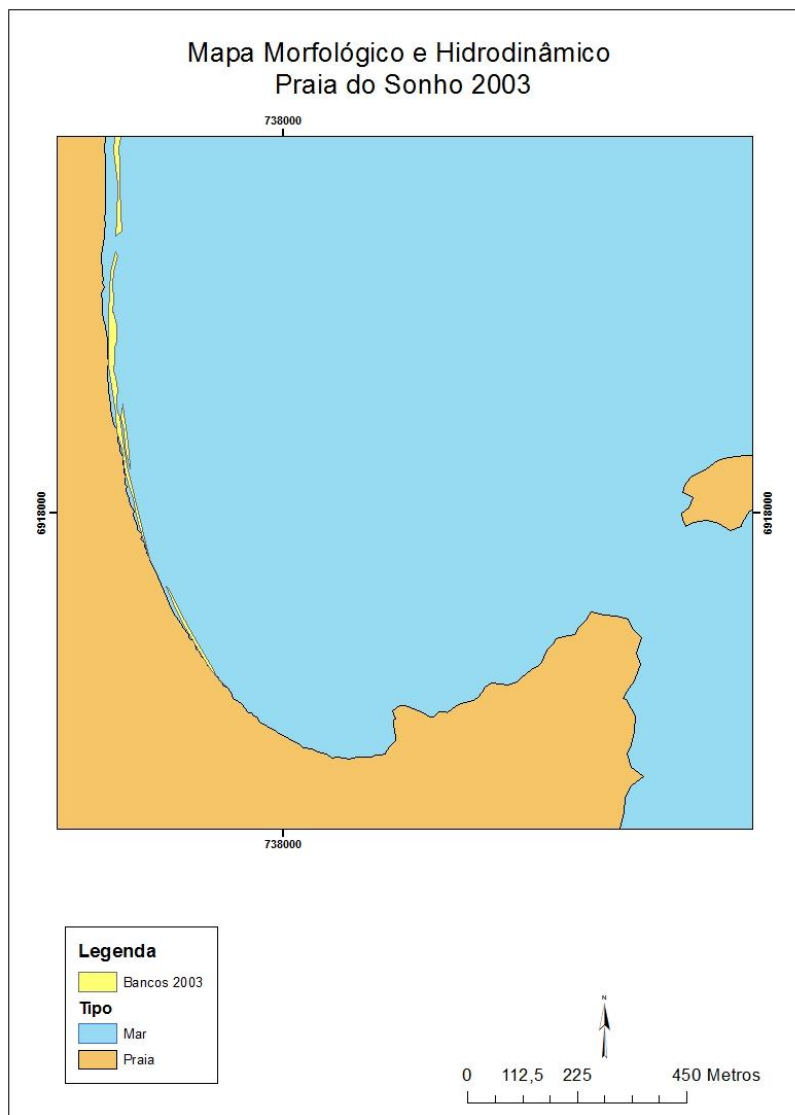 Mapa Morfológico e Hidrodinâmico
Praia do Sonho 2003
738000
6918000
6918000
738000
Legenda
Bancos 2003
Tipo
Mar
Praia
N
0 112,5 225 450 Metros